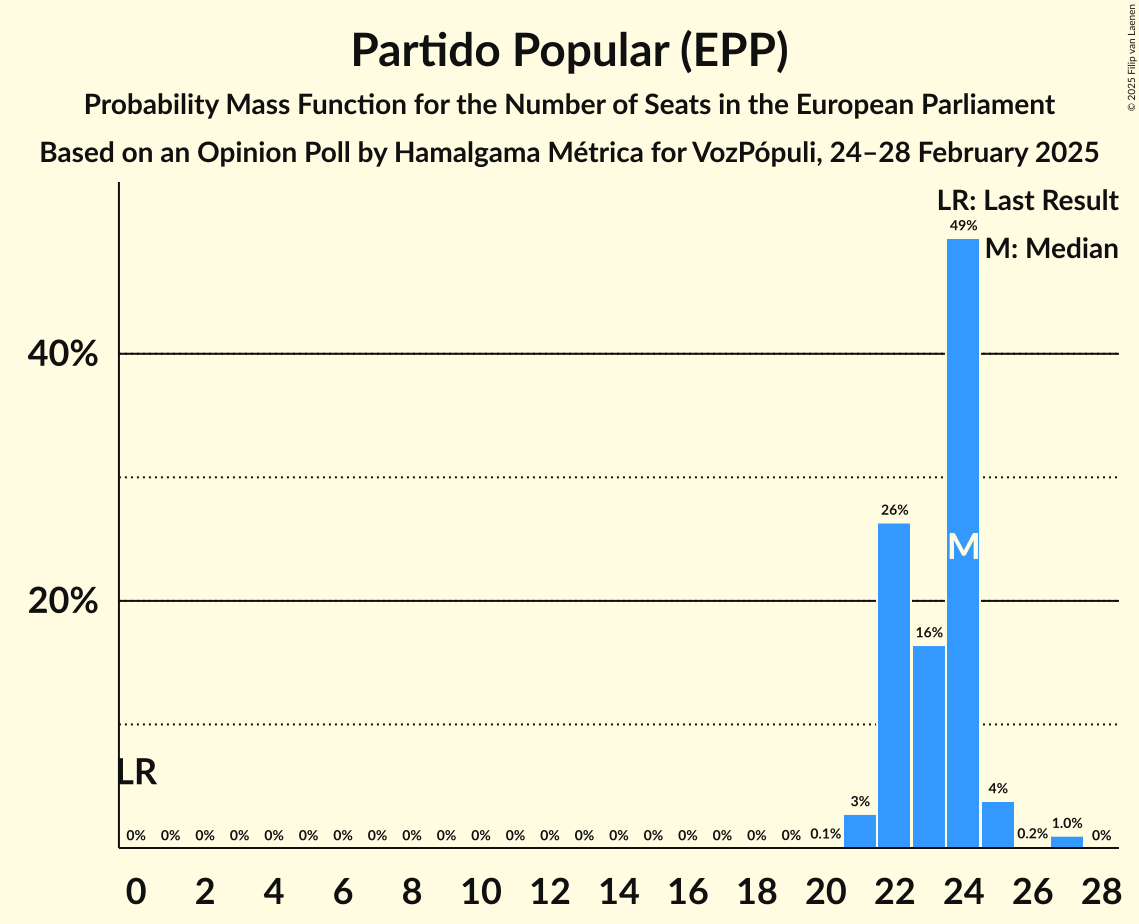 Partido Popular (EPP)
Probability Mass Function for the Number of Seats in the European Parliament
Based on an Opinion Poll by Hamalgama Métrica for VozPópuli, 24–28 February 2025
© 2025 Filip van Laenen
LR: Last Result
M: Median
49%
40%
26%
M
20%
16%
LR
0% 0% 0% 0% 0% 0% 0% 0% 0% 0% 0% 0% 0% 0% 0% 0% 0% 0% 0% 0% 0.1% 3% 4% 0.2% 1.0% 0%
0 2 4 6 8 10 12 14 16 18 20 22 24 26 28